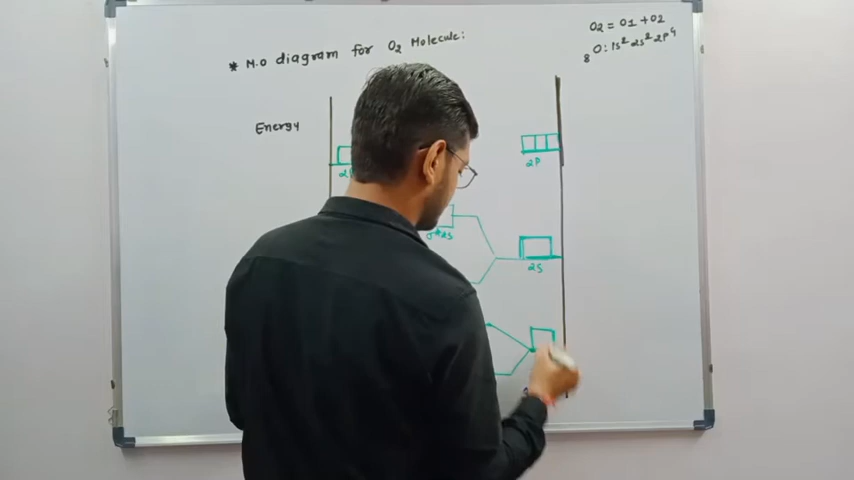 O2 = O1 + O2
* M.O diagram for O2 Molecule:
8O: 1s² 2s² 2p⁴
Energy
2p
σ*2s
2s